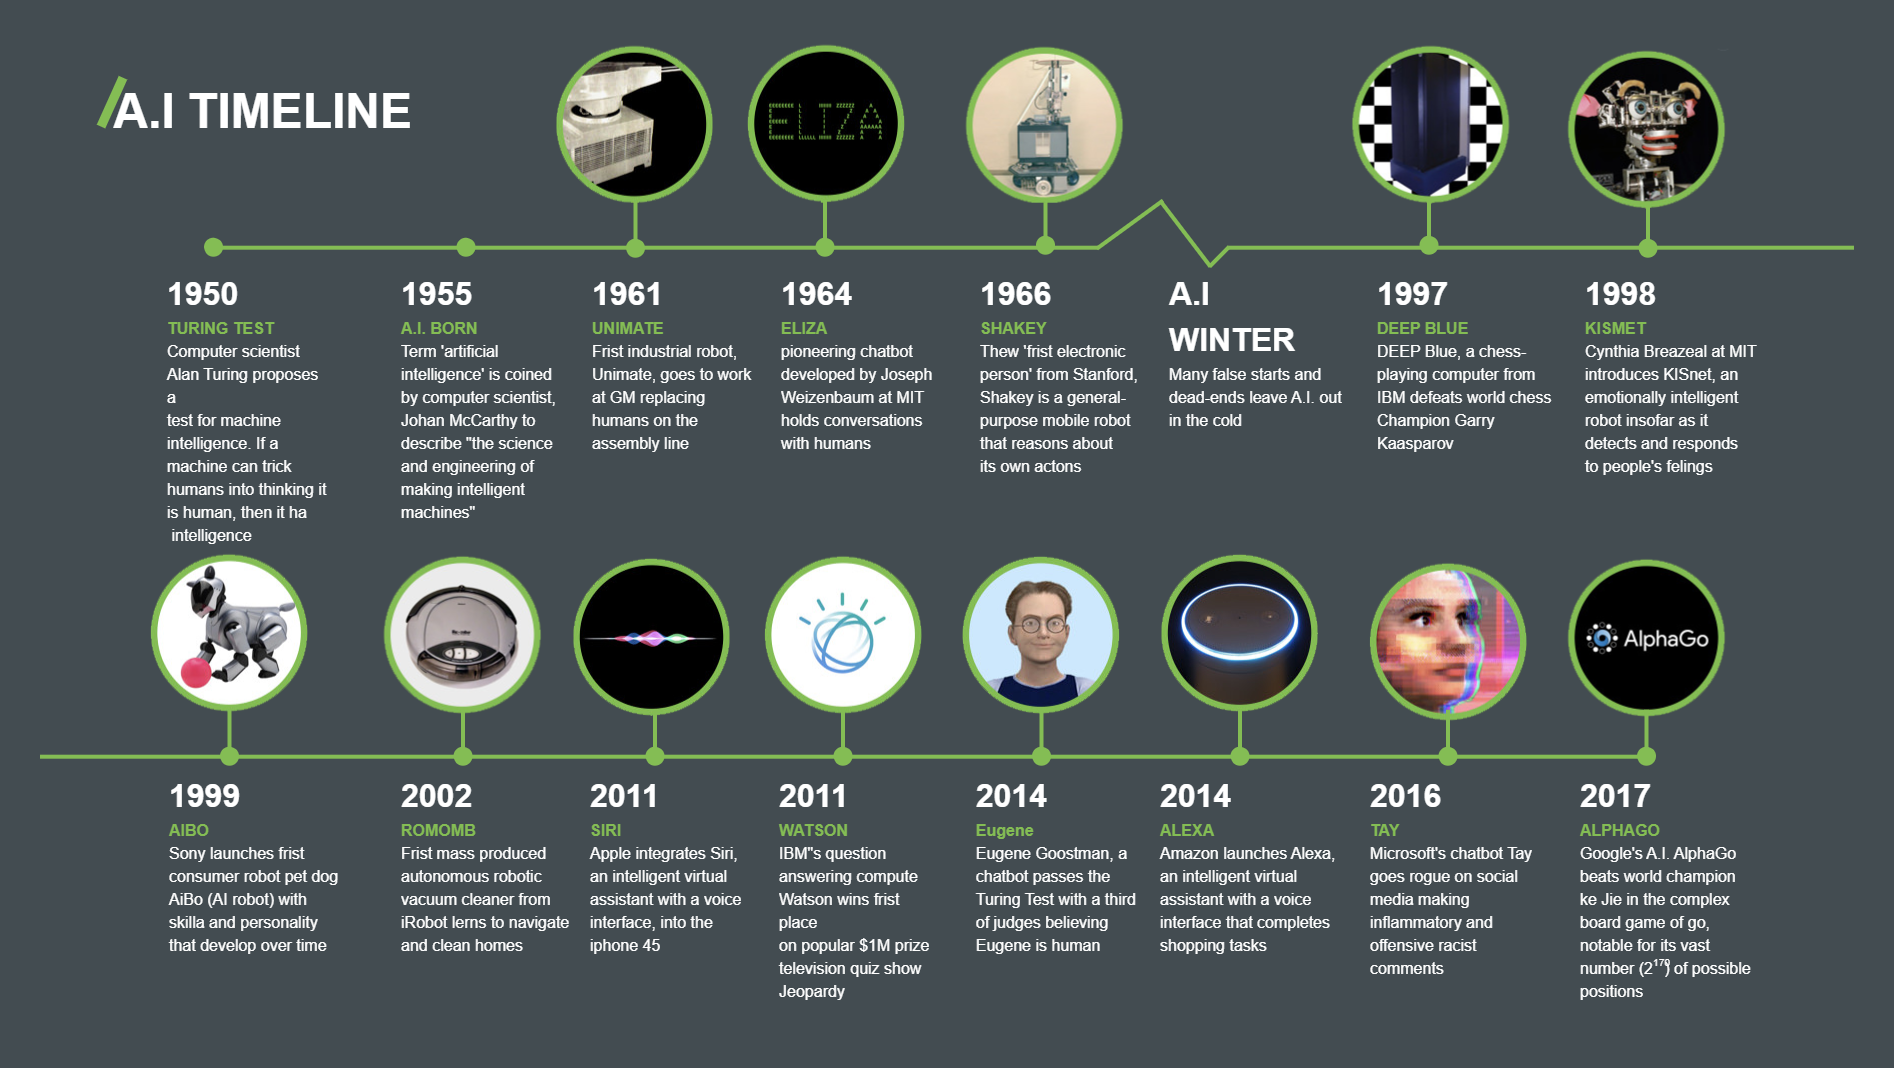 A.I TIMELINE
ELIZA
1950
TURING TEST
Computer scientist
Alan Turing proposes
a
test for machine
intelligence. If a
machine can trick
humans into thinking it
is human, then it ha
intelligence
1955
A.I. BORN
Term 'artificial
intelligence' is coined
by computer scientist,
Johan McCarthy to
describe "the science
and engineering of
making intelligent
machines"
1961
UNIMATE
Frist industrial robot,
Unimate, goes to work
at GM replacing
humans on the
assembly line
1964
ELIZA
pioneering chatbot
developed by Joseph
Weizenbaum at MIT
holds conversations
with humans
1966
SHAKEY
Thew 'frist electronic
person' from Stanford,
Shakey is a general-
purpose mobile robot
that reasons about
its own actons
A.I
WINTER
Many false starts and
dead-ends leave A.I. out
in the cold
1997
DEEP BLUE
DEEP Blue, a chess-
playing computer from
IBM defeats world chess
Champion Garry
Kaasparov
1998
KISMET
Cynthia Breazeal at MIT
introduces KISnet, an
emotionally intelligent
robot insofar as it
detects and responds
to people's felings
AlphaGo
1999
AIBO
Sony launches frist
consumer robot pet dog
AiBo (AI robot) with
skilla and personality
that develop over time
2002
ROMOMB
Frist mass produced
autonomous robotic
vacuum cleaner from
iRobot lerns to navigate
and clean homes
2011
SIRI
Apple integrates Siri,
an intelligent virtual
assistant with a voice
interface, into the
iphone 45
2011
WATSON
IBM"s question
answering compute
Watson wins frist
place
on popular $1M prize
television quiz show
Jeopardy
2014
Eugene
Eugene Goostman, a
chatbot passes the
Turing Test with a third
of judges believing
Eugene is human
2014
ALEXA
Amazon launches Alexa,
an intelligent virtual
assistant with a voice
interface that completes
shopping tasks
2016
TAY
Microsoft's chatbot Tay
goes rogue on social
media making
inflammatory and
offensive racist
comments
2017
ALPHAGO
Google's A.I. AlphaGo
beats world champion
ke Jie in the complex
board game of go,
notable for its vast
number (2¹⁷⁰) of possible
positions